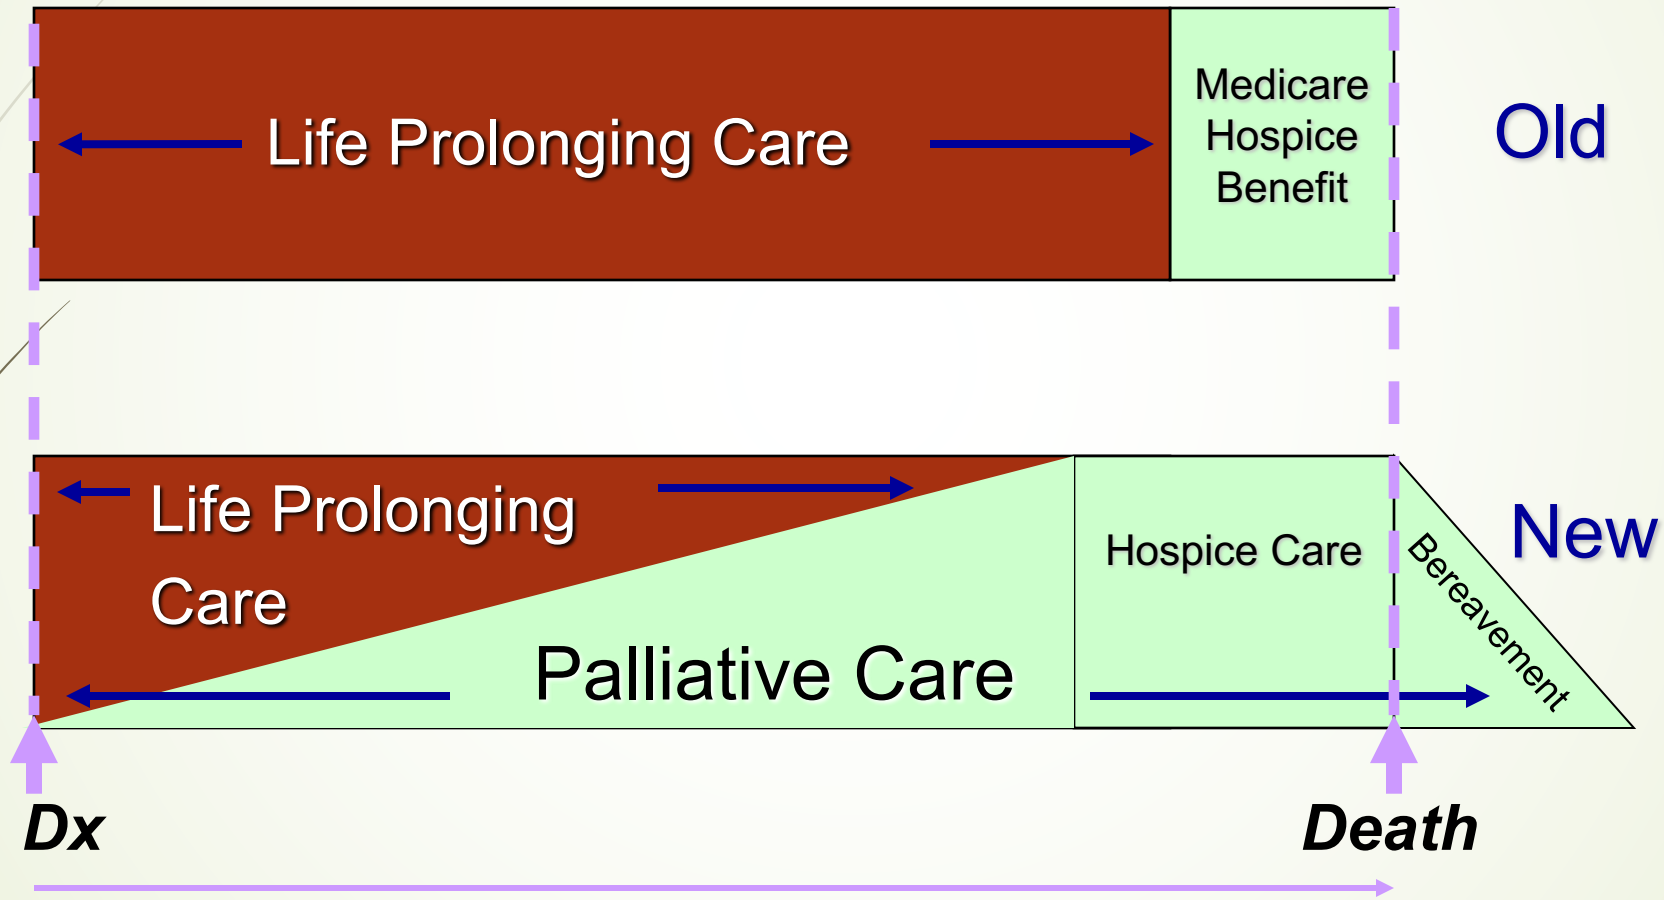 Life Prolonging Care
Medicare
Hospice
Benefit
Old
Life Prolonging
Care
Hospice Care
Palliative Care
Bereavement
New
Dx
Death